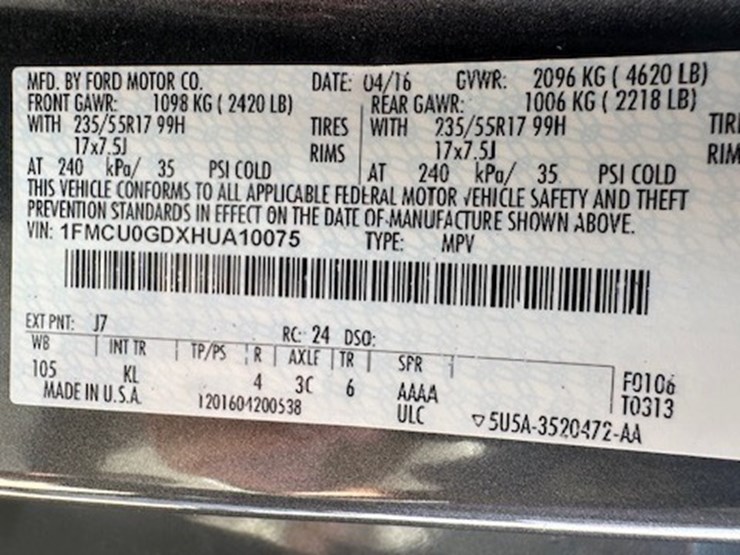 MFD. BY FORD MOTOR CO. DATE: 04/16 GVWR: 2096 KG ( 4620 LB)
FRONT GAWR: 1098 KG ( 2420 LB) REAR GAWR: 1006 KG ( 2218 LB)
WITH 235/55R17 99H TIRES WITH 235/55R17 99H TIR
17x7.5J RIMS 17x7.5J RIM
AT 240 kPa/ 35 PSI COLD AT 240 kPa/ 35 PSI COLD
THIS VEHICLE CONFORMS TO ALL APPLICABLE FEDERAL MOTOR VEHICLE SAFETY AND THEFT
PREVENTION STANDARDS IN EFFECT ON THE DATE OF MANUFACTURE SHOWN ABOVE.
VIN: 1FMCU0GDXHUA10075 TYPE: MPV
EXT PNT: J7 RC: 24 DSO:
WB INT TR TP/PS R AXLE TR SPR
105 KL 4 3C 6 AAAA F0106
MADE IN U.S.A. 1201604200538 ULC T0313
▽5U5A-3520472-AA